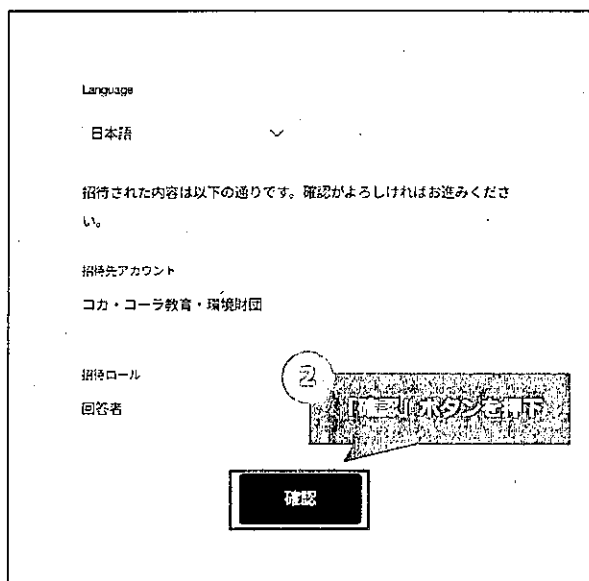 Language
日本語
招待された内容は以下の通りです。確認がよろしければお進みくださ
い。
招待先アカウント
コカ・コーラ教育・環境財団
招待ロール
回答者
2
「確認」ボタンを押下
確認